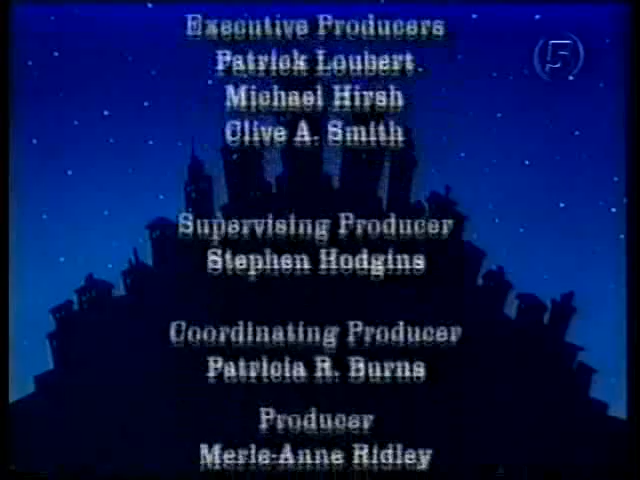 Executive Producers
Patrick Loubert
Michael Hirsh
Clive A. Smith
5
Supervising Producer
Stephen Hodgins
Coordinating Producer
Patricia R. Burns
Producer
Merle-Anne Ridley